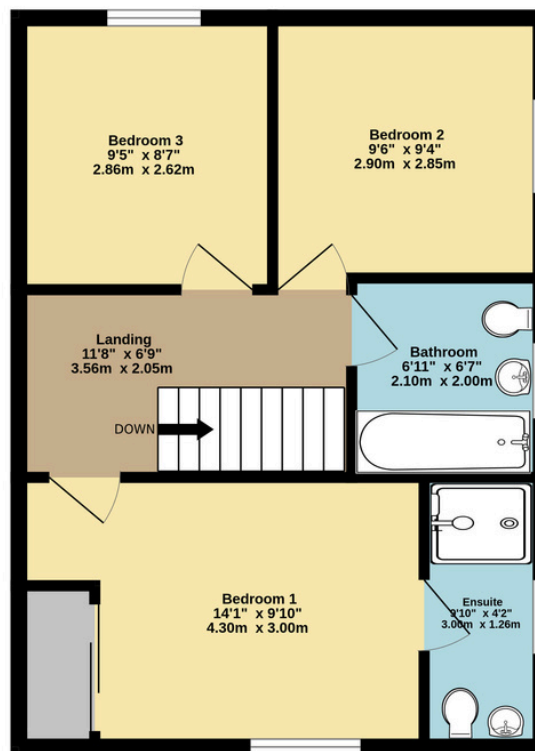 Bedroom 3
9'5" x 8'7"
2.86m x 2.62m
Bedroom 2
9'6" x 9'4"
2.90m x 2.85m
Landing
11'8" x 6'9"
3.56m x 2.05m
Bathroom
6'11" x 6'7"
2.10m x 2.00m
DOWN
Bedroom 1
14'1" x 9'10"
4.30m x 3.00m
Ensuite
9'10" x 4'2"
3.00m x 1.26m